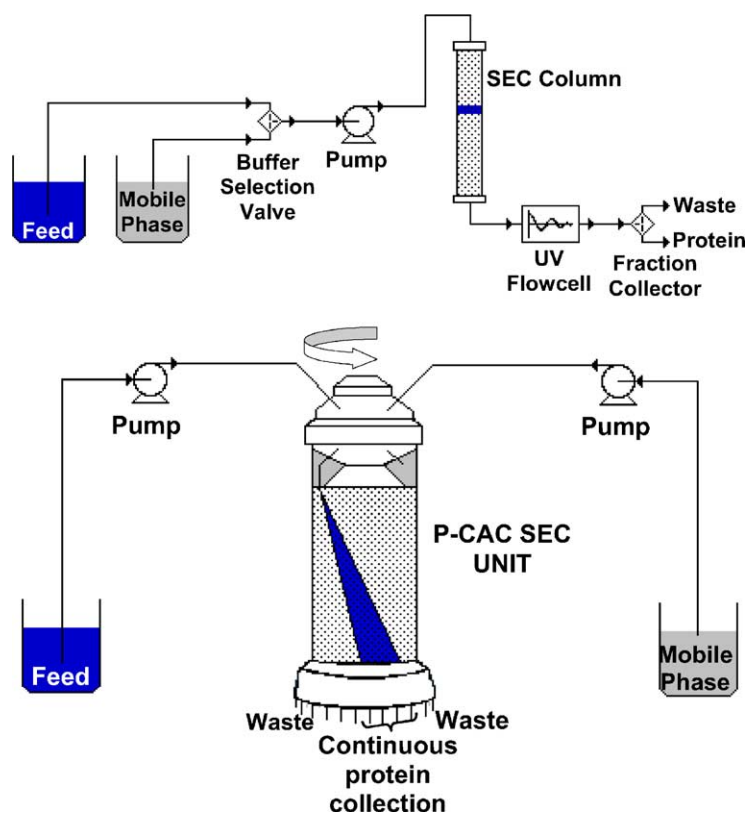 SEC Column
Pump
Buffer
Selection
Valve
Mobile
Phase
Feed
Waste
Protein
UV
Flowcell
Fraction
Collector
Pump
Pump
P-CAC SEC
UNIT
Feed
Mobile
Phase
Waste
Waste
Continuous
protein
collection